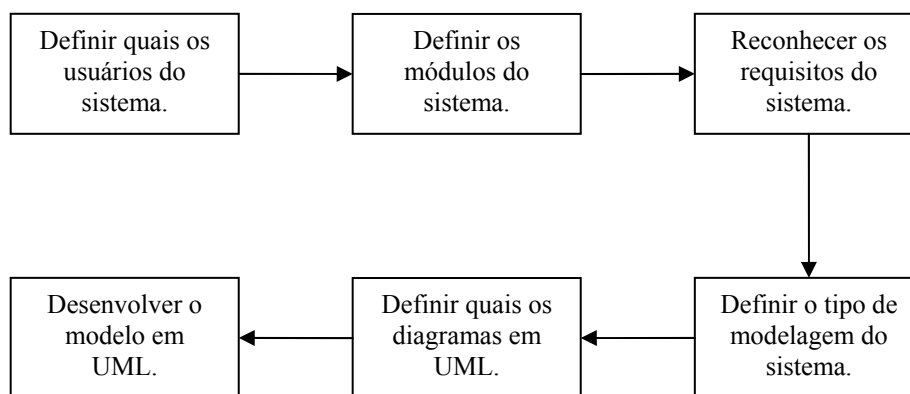 Definir quais os
usuários do
sistema.
Definir os
módulos do
sistema.
Reconhecer os
requisitos do
sistema.
Definir o tipo de
modelagem do
sistema.
Definir quais os
diagramas em
UML.
Desenvolver o
modelo em
UML.